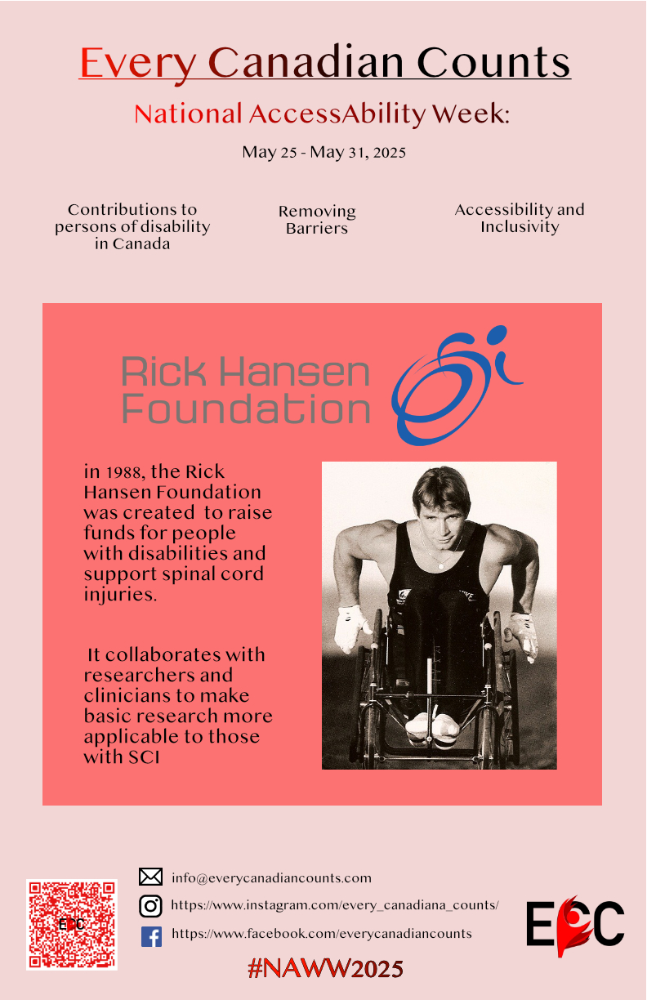 Every Canadian Counts
National AccessAbility Week:
May 25 - May 31, 2025
Contributions to
persons of disability
in Canada
Removing
Barriers
Accessibility and
Inclusivity
Rick Hansen
Foundation
in 1988, the Rick
Hansen Foundation
was created  to raise
funds for people
with disabilities and
support spinal cord
injuries.
It collaborates with
researchers and
clinicians to make
basic research more
applicable to those
with SCI
info@everycanadiancounts.com
https://www.instagram.com/every_canadiana_counts/
https://www.facebook.com/everycanadiancounts
ECC
ECC
#NAWW2025